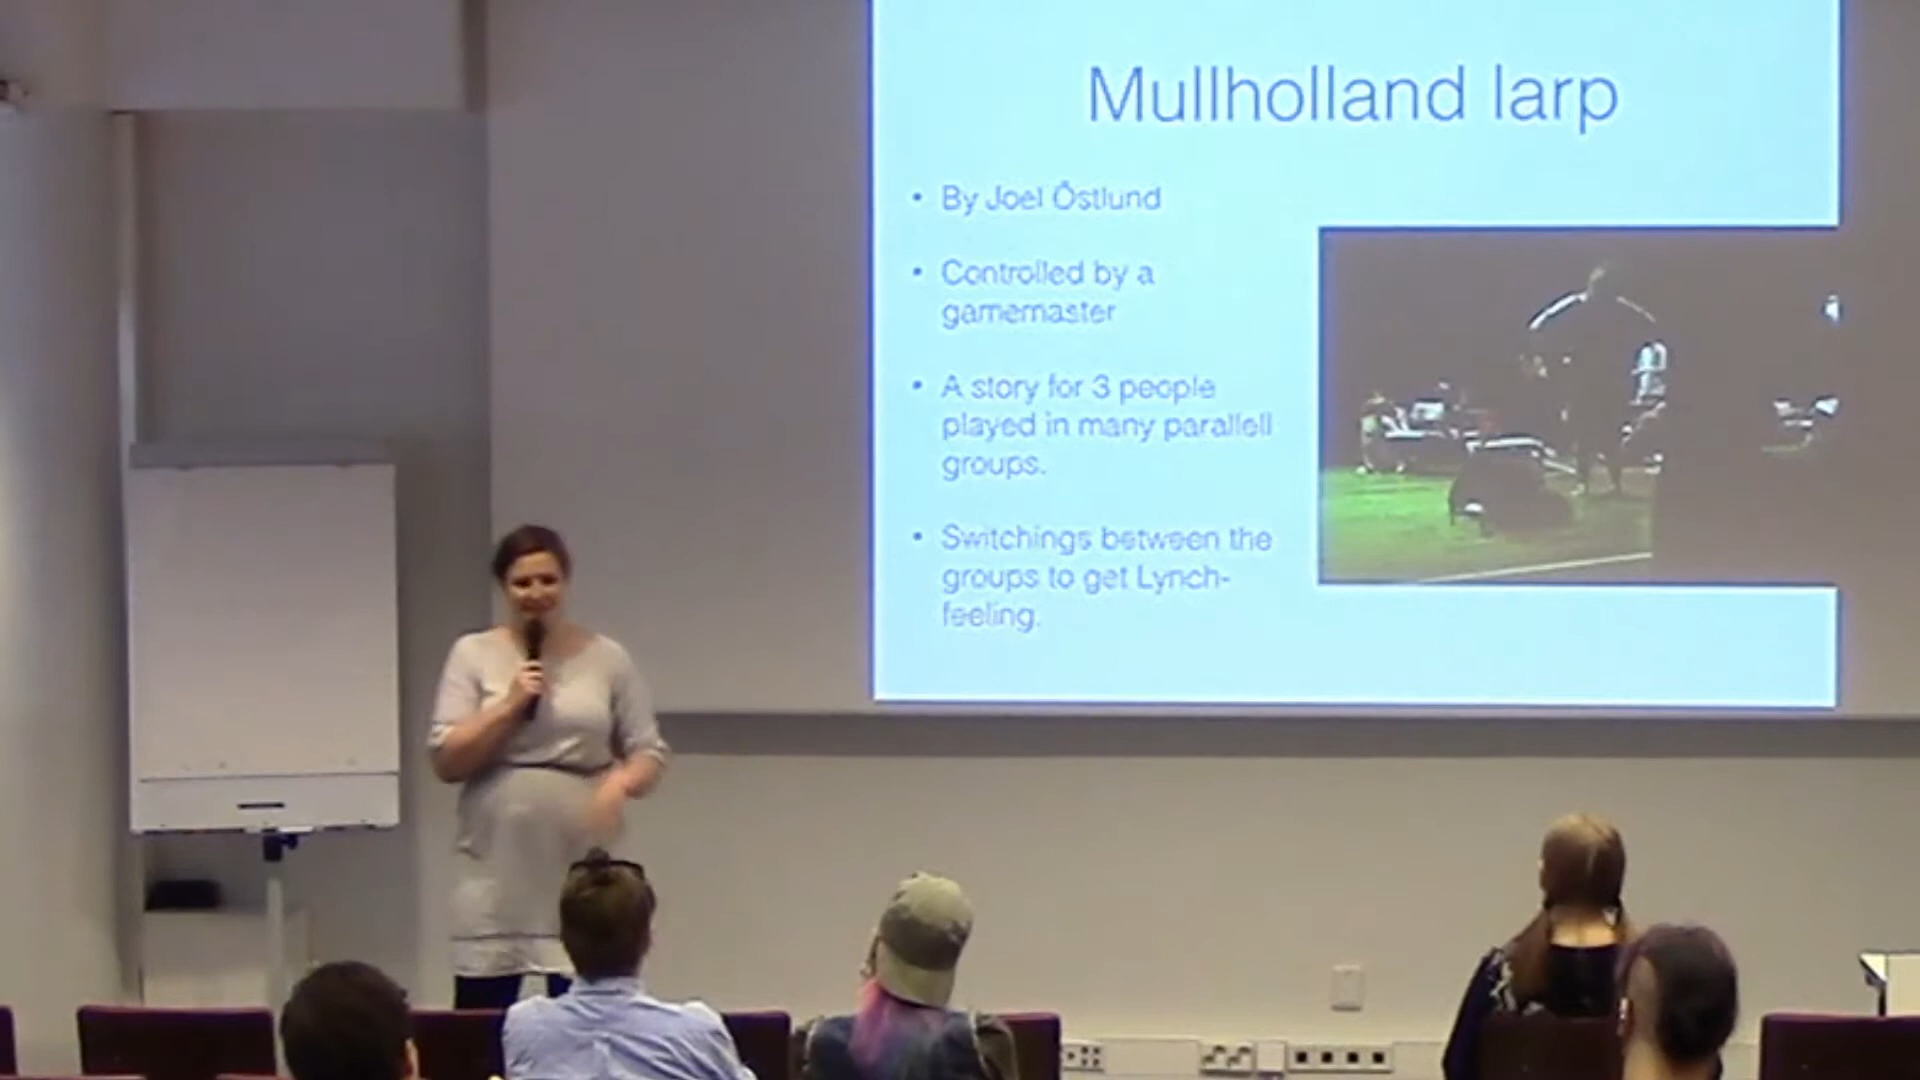 Mullholland larp
• By Joel Östlund
• Controlled by a
gamemaster
• A story for 3 people
played in many parallell
groups.
• Switchings between the
groups to get Lynch-
feeling.